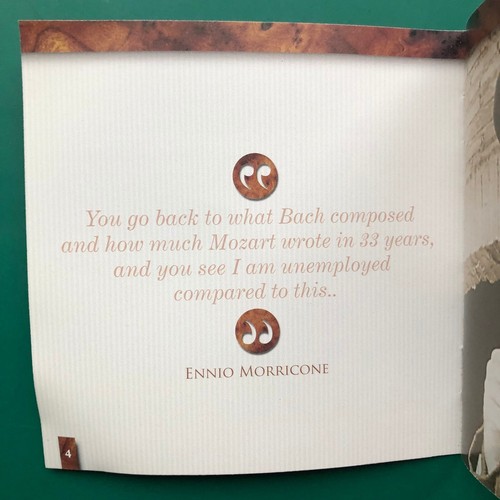 You go back to what Bach composed
and how much Mozart wrote in 33 years,
and you see I am unemployed
compared to this..
ENNIO MORRICONE
4